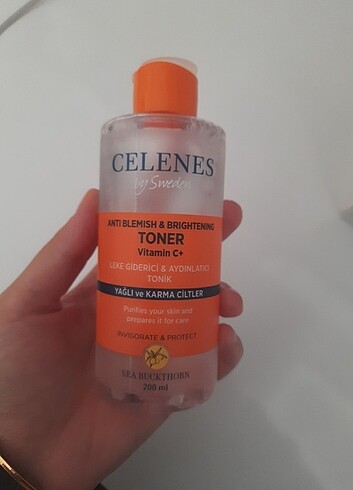 CELENES
by Sweden
ANTI BLEMISH & BRIGHTENING
TONER
Vitamin C+
LEKE GİDERİCİ & AYDINLATICI
TONİK
YAĞLI ve KARMA CİLTLER
Purifies your skin and
prepares it for care
INVIGORATE & PROTECT
SEA BUCKTHORN
200 ml